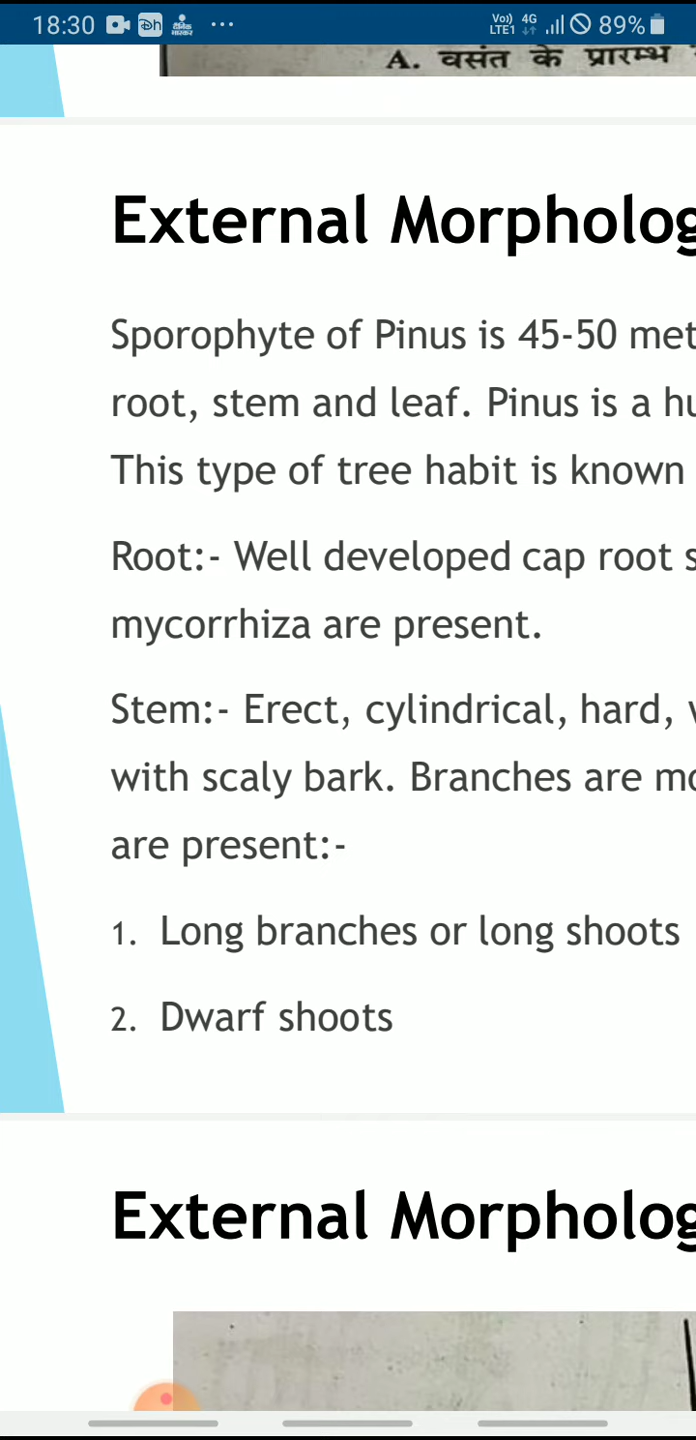 18:30 Vo) LTE1 4G 89%
A. वसंत के प्रारम्भ
External Morpholog
Sporophyte of Pinus is 45-50 met
root, stem and leaf. Pinus is a hu
This type of tree habit is known
Root:- Well developed cap root s
mycorrhiza are present.
Stem:- Erect, cylindrical, hard,
with scaly bark. Branches are mo
are present:-
1. Long branches or long shoots
2. Dwarf shoots
External Morpholog